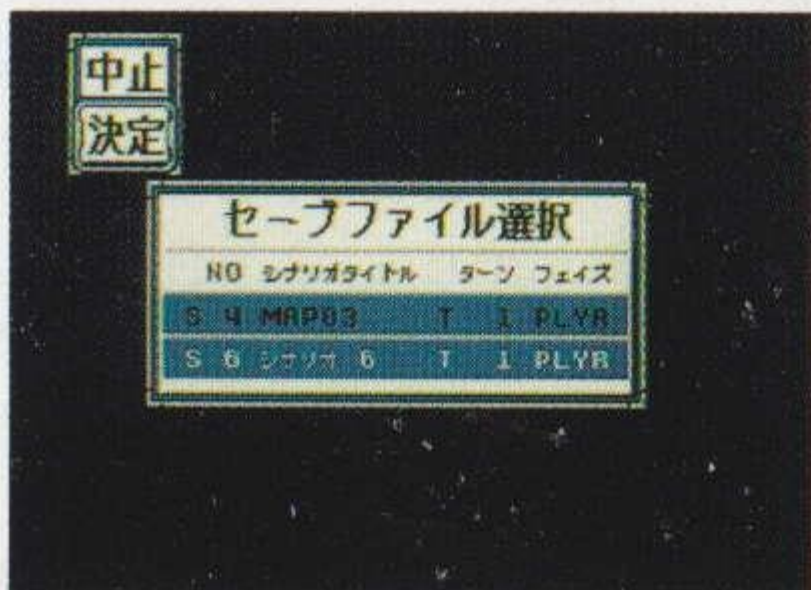 中止
決定
セーブファイル選択
NO シナリオタイトル ターン フェイズ
S 4 MAP03 T 1 PLYR
S 6 シナリオ 6 T 1 PLYR